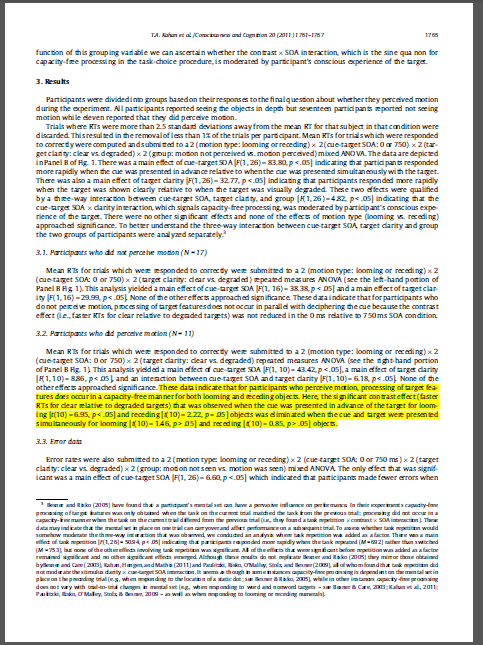 T.A. Kahan et al. / Consciousness and Cognition 20 (2011) 1761–1767
1765
function of this grouping variable we can ascertain whether the contrast × SOA interaction, which is the sine qua non for
capacity-free processing in the task-choice procedure, is moderated by participant's conscious experience of the target.
3. Results
Participants were divided into groups based on their responses to the final question about whether they perceived motion
during the experiment. All participants reported seeing the objects in depth but seventeen participants reported not seeing
motion while eleven reported that they did perceive motion.
Trials where RTs were more than 2.5 standard deviations away from the mean RT for that subject in that condition were
discarded. This resulted in the removal of less than 1% of the trials per participant. Mean RTs for trials which were responded
to correctly were computed and submitted to a 2 (motion type: looming or receding) × 2 (cue-target SOA: 0 or 750) × 2 (tar-
get clarity: clear vs. degraded) × 2 (group: motion not perceived vs. motion perceived) mixed ANOVA. The data are depicted
in Panel B of Fig. 1. There was a main effect of cue-target SOA [F(1, 26) = 83.80, p < .05] indicating that participants responded
more rapidly when the cue was presented in advance relative to when the cue was presented simultaneously with the target.
There was also a main effect of target clarity [F(1, 26) = 32.77, p < .05] indicating that participants responded more rapidly
when the target was shown clearly relative to when the target was visually degraded. These two effects were qualified
by a three-way interaction between cue-target SOA, target clarity, and group [F(1, 26) = 4.82, p < .05] indicating that the
cue-target SOA × clarity interaction, which signals capacity-free processing, was moderated by participant's conscious expe-
rience of the target. There were no other significant effects and none of the effects of motion type (looming vs. receding)
approached significance. To better understand the three-way interaction between cue-target SOA, target clarity and group
the two groups of participants were analyzed separately.3
3.1. Participants who did not perceive motion (N = 17)
Mean RTs for trials which were responded to correctly were submitted to a 2 (motion type: looming or receding) × 2
(cue-target SOA: 0 or 750) × 2 (target clarity: clear vs. degraded) repeated measures ANOVA (see the left-hand portion of
Panel B Fig. 1). This analysis yielded a main effect of cue-target SOA [F(1, 16) = 38.38, p < .05] and a main effect of target clar-
ity [F(1, 16) = 29.99, p < .05]. None of the other effects approached significance. These data indicate that for participants who
do not perceive motion, processing of target features does not occur in parallel with deciphering the cue because the contrast
effect (i.e., faster RTs for clear relative to degraded targets) was not reduced in the 0 ms relative to 750 ms SOA condition.
3.2. Participants who did perceive motion (N = 11)
Mean RTs for trials which were responded to correctly were submitted to a 2 (motion type: looming or receding) × 2
(cue-target SOA: 0 or 750) × 2 (target clarity: clear vs. degraded) repeated measures ANOVA (see the right-hand portion
of Panel B Fig. 1). This analysis yielded a main effect of cue-target SOA [F(1, 10) = 43.42, p < .05], a main effect of target clarity
[F(1, 10) = 8.86, p < .05], and an interaction between cue-target SOA and target clarity [F(1, 10) = 6.18, p < .05]. None of the
other effects approached significance. These data indicate that for participants who perceive motion, processing of target fea-
tures does occur in a capacity-free manner for both looming and receding objects. Here, the significant contrast effect (faster
RTs for clear relative to degraded targets) that was observed when the cue was presented in advance of the target for loom-
ing [t(10) = 6.95, p < .05] and receding [t(10) = 2.22, p = .05] objects was eliminated when the cue and target were presented
simultaneously for looming [t(10) = 1.46, p > .05] and receding [t(10) = 0.85, p > .05] objects.
3.3. Error data
Error rates were also submitted to a 2 (motion type: looming or receding) × 2 (cue-target SOA: 0 or 750 ms) × 2 (target
clarity: clear vs. degraded) × 2 (group: motion not seen vs. motion was seen) mixed ANOVA. The only effect that was signif-
icant was a main effect of cue-target SOA [F(1, 26) = 6.60, p < .05] which indicated that participants made fewer errors when
3 Besner and Risko (2005) have found that a participant's mental set can have a pervasive influence on performance. In their experiments capacity-free
processing of target features was only obtained when the task on the current trial matched the task from the previous trial; processing did not occur in a
capacity-free manner when the task on the current trial differed from the previous trial (i.e., they found a task repetition × contrast × SOA interaction). These
data may indicate that the mental set in place on one trial can carryover and affect performance on a subsequent trial. To assess whether task repetition would
somehow moderate the three-way interaction that was observed, we conducted an analysis where task repetition was added as a factor. There was a main
effect of task repetition [F(1, 26) = 50.94, p < .05] indicating that participants responded more rapidly when the task repeated (M = 692) rather than switched
(M = 753), but none of the other effects involving task repetition was significant. All of the effects that were significant before repetition was added as a factor
remained significant and no other significant effects emerged. Although these results do not replicate Besner and Risko (2005) they mirror those obtained
by Besner and Care (2003), Kahan, Hengen, and Mathis (2011) and Paulitzki, Risko, O'Malley, Stolz, and Besner (2009), all of whom found that task repetition did
not moderate the stimulus clarity × cue-target SOA interaction. It seems as though in some instances capacity-free processing is dependent on the mental set in
place on the preceding trial (e.g., when responding to the location of a static dot; see Besner & Risko, 2005), while in other instances capacity-free processing
does not vary with trial-to-trial changes in mental set (e.g., when responding to word and nonword targets – see Besner & Care, 2003; Kahan et al., 2011;
Paulitzki, Risko, O'Malley, Stolz, & Besner, 2009 – as well as when responding to looming or receding numerals).